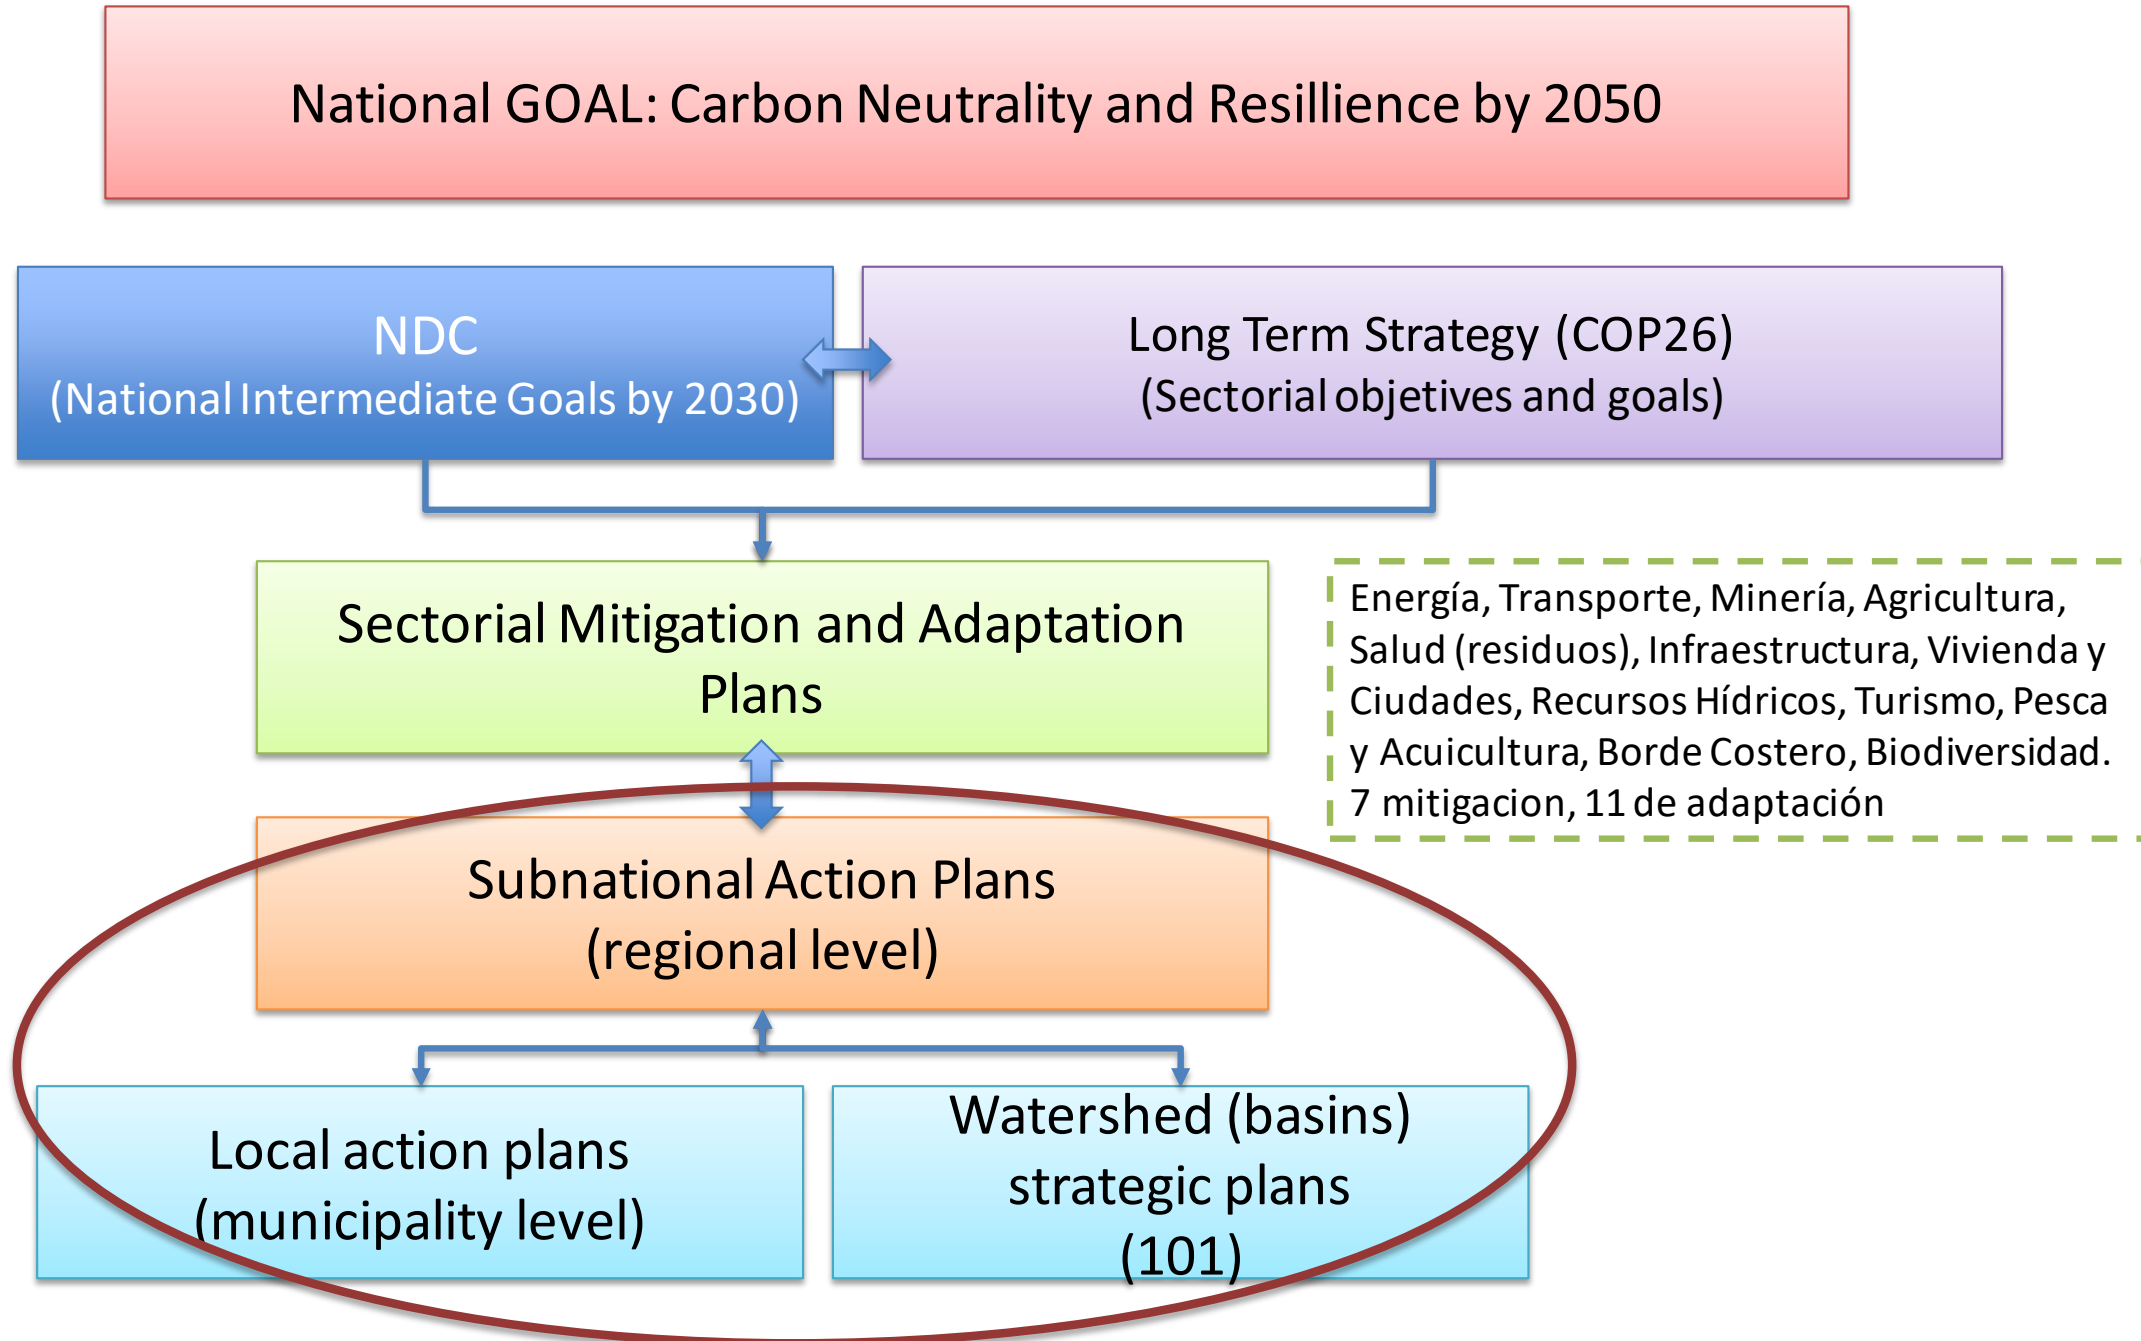 National GOAL: Carbon Neutrality and Resillience by 2050
NDC
(National Intermediate Goals by 2030)
Long Term Strategy (COP26)
(Sectorial objetives and goals)
Sectorial Mitigation and Adaptation
Plans
Energía, Transporte, Minería, Agricultura,
Salud (residuos), Infraestructura, Vivienda y
Ciudades, Recursos Hídricos, Turismo, Pesca
y Acuicultura, Borde Costero, Biodiversidad.
7 mitigacion, 11 de adaptación
Subnational Action Plans
(regional level)
Local action plans
(municipality level)
Watershed (basins)
strategic plans
(101)